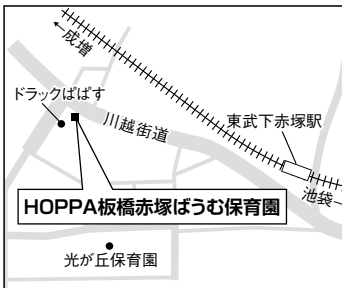 ←成増
ドラックぱぱす
川越街道
東武下赤塚駅
池袋→
HOPPA板橋赤塚ばうむ保育園
光が丘保育園